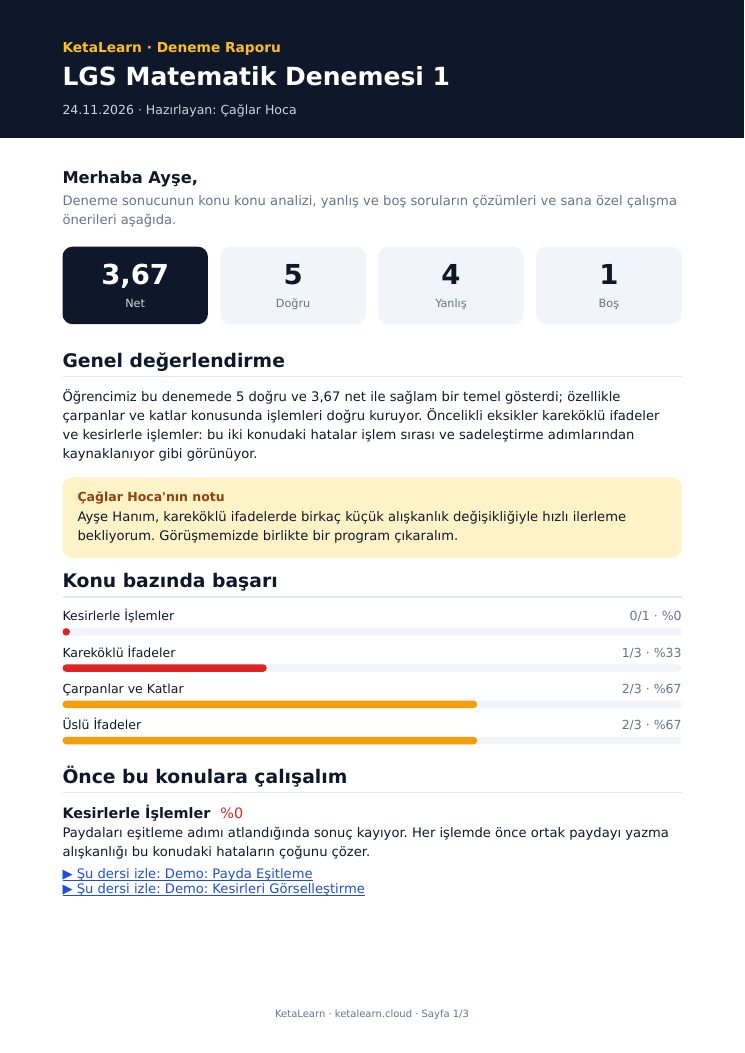 KetaLearn · Deneme Raporu
LGS Matematik Denemesi 1
24.11.2026 · Hazırlayan: Çağlar Hoca
Merhaba Ayşe,
Deneme sonucunun konu konu analizi, yanlış ve boş soruların çözümleri ve sana özel çalışma
önerileri aşağıda.
3,67
Net
5
Doğru
4
Yanlış
1
Boş
Genel değerlendirme
Öğrencimiz bu denemede 5 doğru ve 3,67 net ile sağlam bir temel gösterdi; özellikle
çarpanlar ve katlar konusunda işlemleri doğru kuruyor. Öncelikli eksikler kareköklü ifadeler
ve kesirlerle işlemler: bu iki konudaki hatalar işlem sırası ve sadeleştirme adımlarından
kaynaklanıyor gibi görünüyor.
Çağlar Hoca'nın notu
Ayşe Hanım, kareköklü ifadelerde birkaç küçük alışkanlık değişikliğiyle hızlı ilerleme
bekliyorum. Görüşmemizde birlikte bir program çıkaralım.
Konu bazında başarı
Kesirlerle İşlemler 0/1 · %0
Kareköklü İfadeler 1/3 · %33
Çarpanlar ve Katlar 2/3 · %67
Üslü İfadeler 2/3 · %67
Önce bu konulara çalışalım
Kesirlerle İşlemler %0
Paydaları eşitleme adımı atlandığında sonuç kayıyor. Her işlemde önce ortak paydayı yazma
alışkanlığı bu konudaki hataların çoğunu çözer.
▶ Şu dersi izle: Demo: Payda Eşitleme
▶ Şu dersi izle: Demo: Kesirleri Görselleştirme
KetaLearn · ketalearn.cloud · Sayfa 1/3